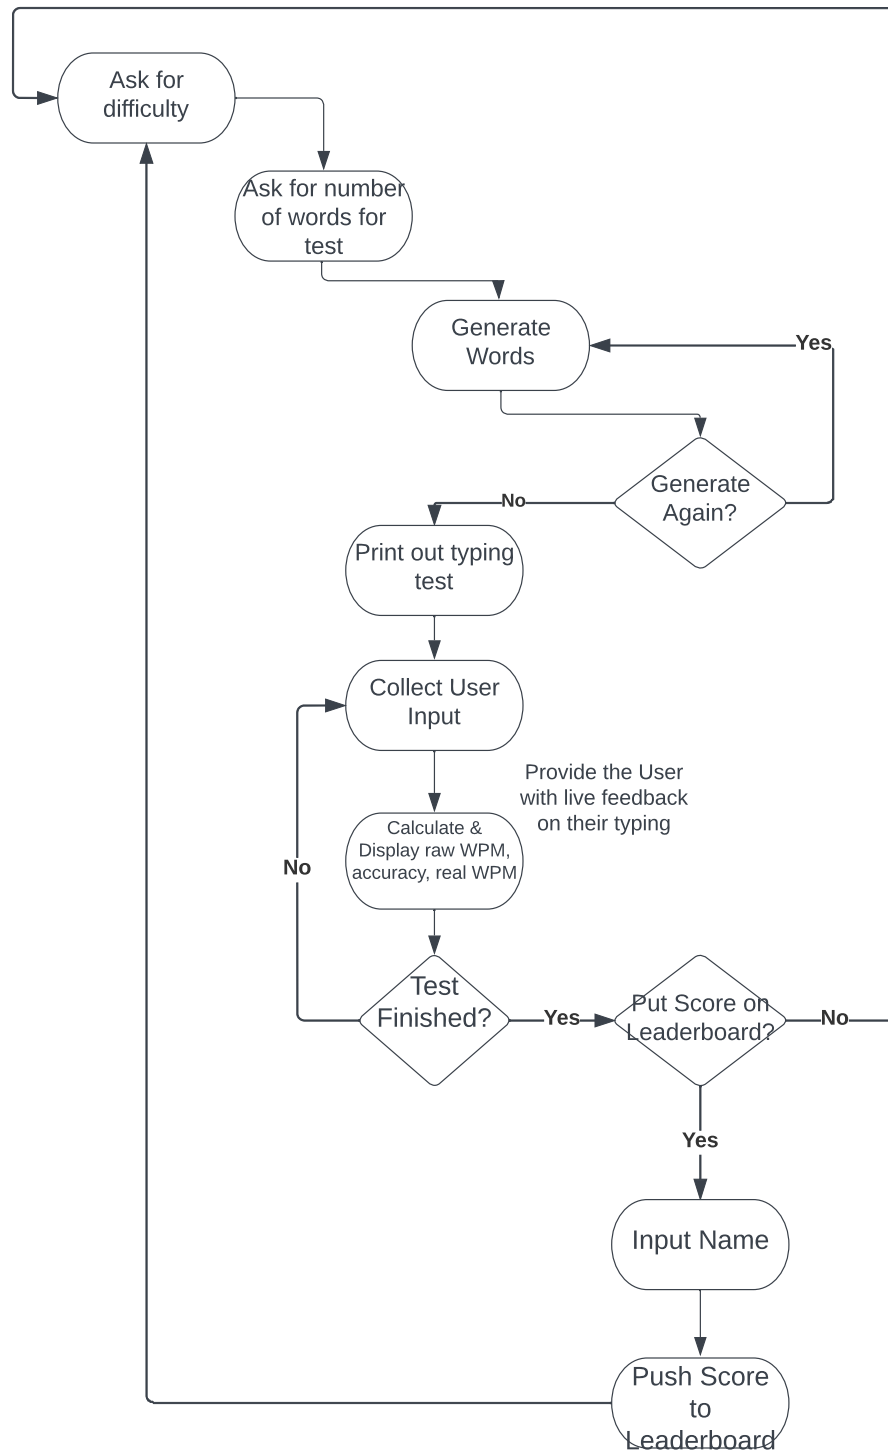 Ask for
difficulty
Ask for number
of words for
test
Generate
Words
Yes
Generate
Again?
No
Print out typing
test
Collect User
Input
Provide the User
with live feedback
on their typing
Calculate &
Display raw WPM,
accuracy, real WPM
No
Test
Finished?
Yes
Put Score on
Leaderboard?
No
Yes
Input Name
Push Score
to
Leaderboard